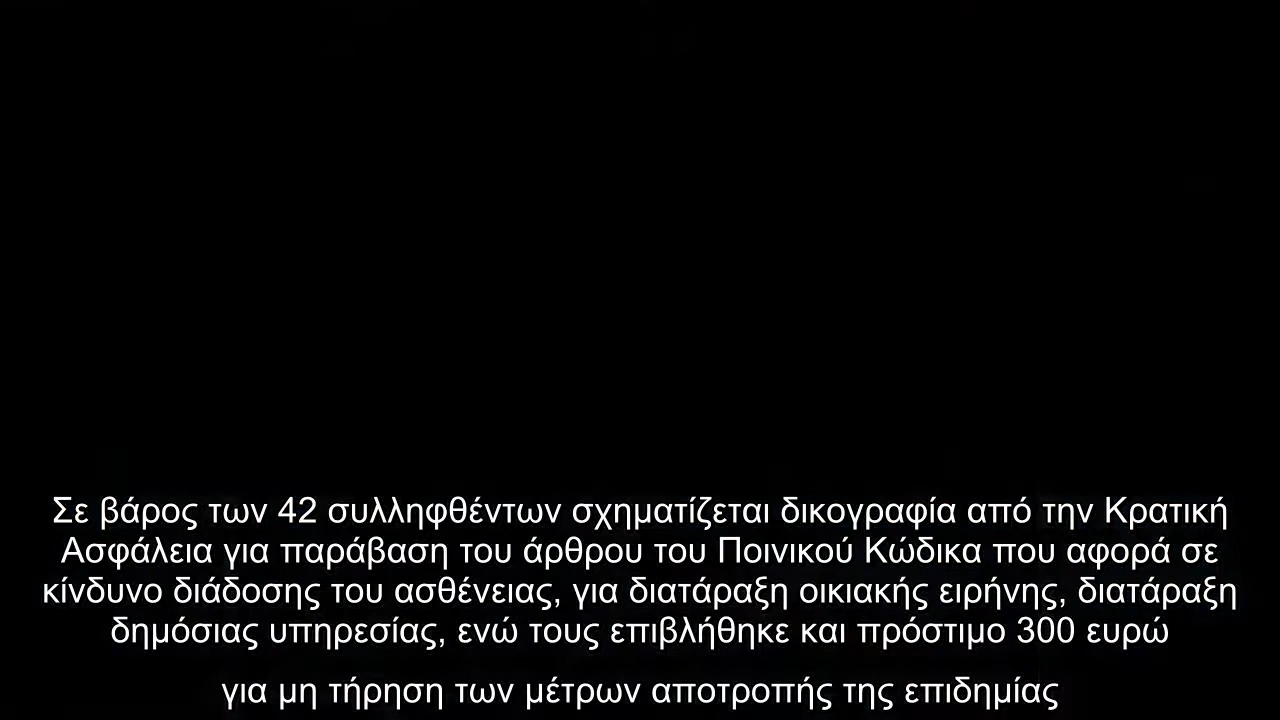 Σε βάρος των 42 συλληφθέντων σχηματίζεται δικογραφία από την Κρατική
Ασφάλεια για παράβαση του άρθρου του Ποινικού Κώδικα που αφορά σε
κίνδυνο διάδοσης του ασθένειας, για διατάραξη οικιακής ειρήνης, διατάραξη
δημόσιας υπηρεσίας, ενώ τους επιβλήθηκε και πρόστιμο 300 ευρώ
για μη τήρηση των μέτρων αποτροπής της επιδημίας